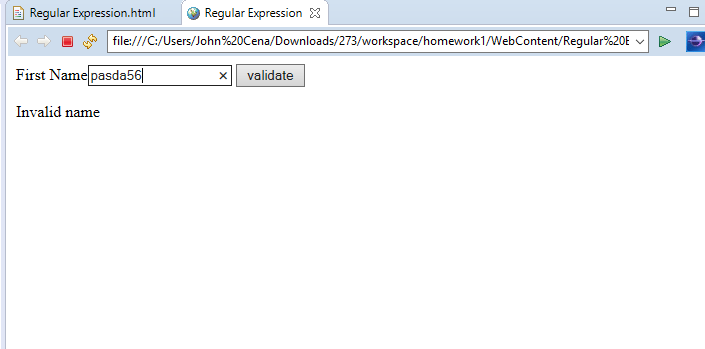 Regular Expression.html Regular Expression
file:///C:/Users/John%20Cena/Downloads/273/workspace/homework1/WebContent/Regular%20E
First Name pasda56 validate
Invalid name